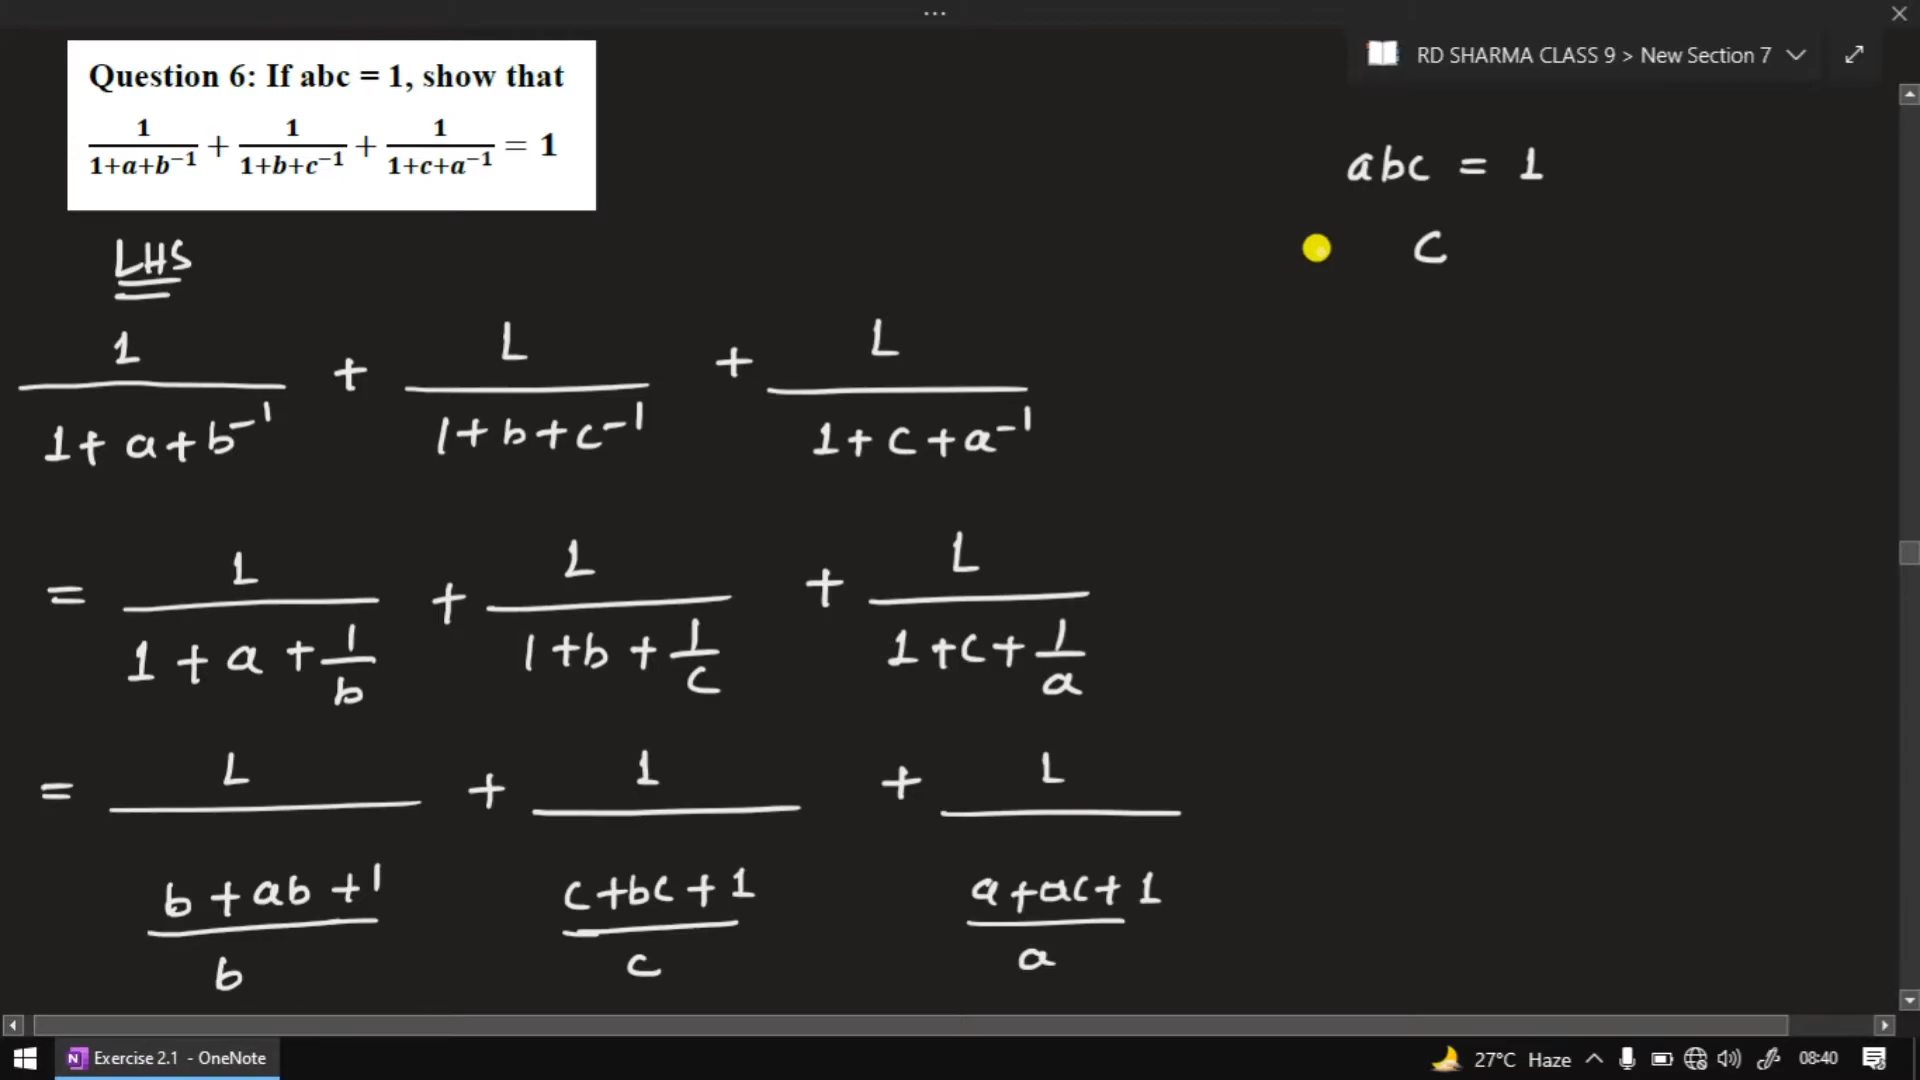 ...
RD SHARMA CLASS 9 > New Section 7
Question 6: If abc = 1, show that
1/(1+a+b⁻¹) + 1/(1+b+c⁻¹) + 1/(1+c+a⁻¹) = 1
abc = 1
c
LHS
1/(1+a+b⁻¹) + 1/(1+b+c⁻¹) + 1/(1+c+a⁻¹)
= 1/(1+a+1/b) + 1/(1+b+1/c) + 1/(1+c+1/a)
= 1/((b+ab+1)/b) + 1/((c+bc+1)/c) + 1/((a+ac+1)/a)
Exercise 2.1 - OneNote
27°C Haze
08:40